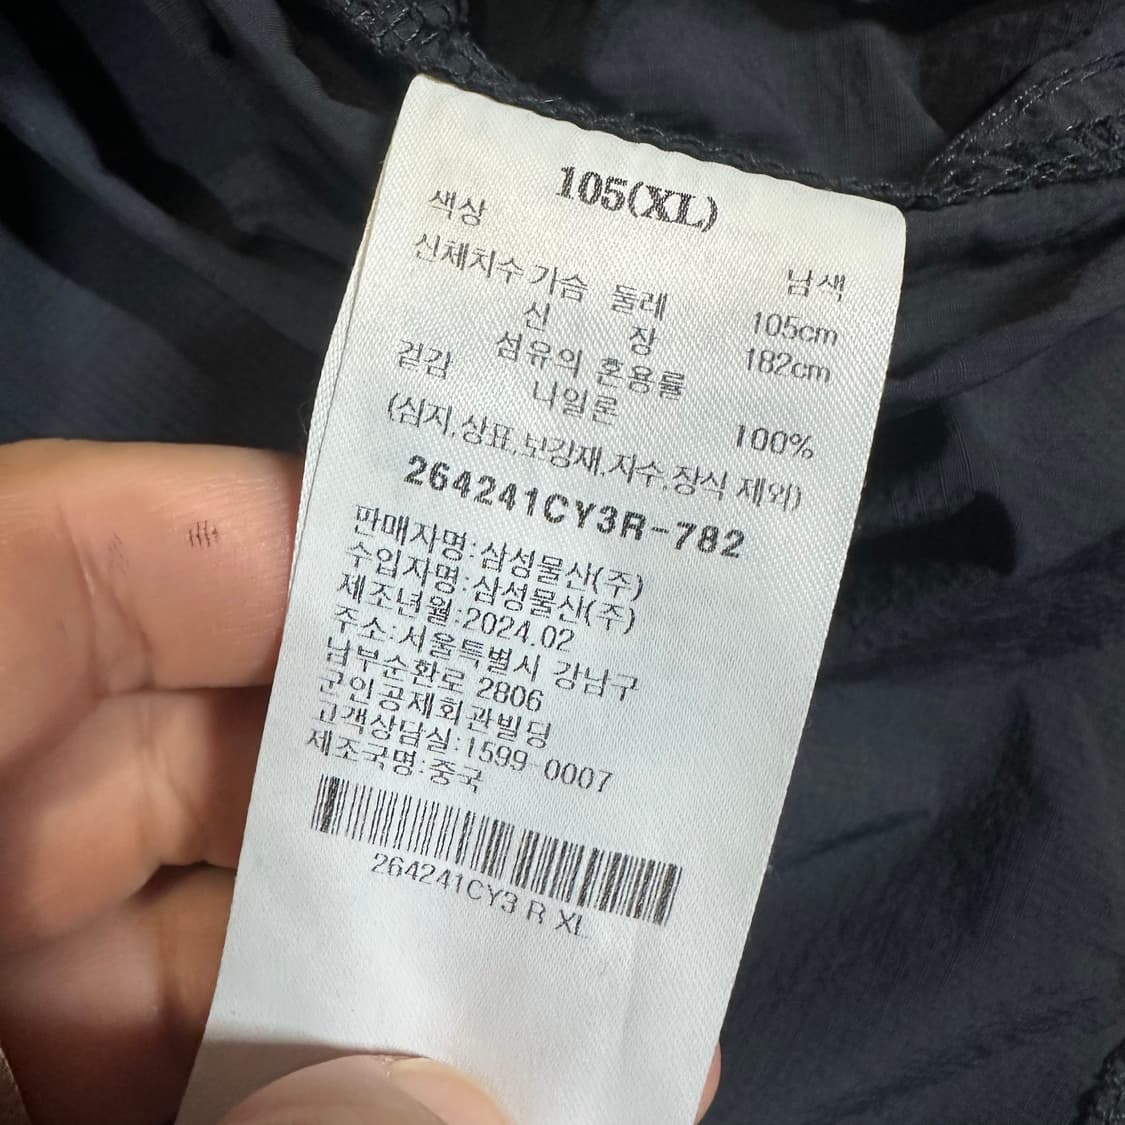 105(XL)
색상 남색
신체치수 가슴 둘레 105cm
신 장 182cm
섬유의 혼용률
겉감 나일론 100%
(심지,상표,보강재,자수,장식 제외)
264241CY3R-782
판매자명:삼성물산(주)
수입자명:삼성물산(주)
제조년월:2024.02
주소:서울특별시 강남구
남부순환로 2806
군인공제회관빌딩
고객상담실:1599-0007
제조국명:중국
264241CY3 R XL